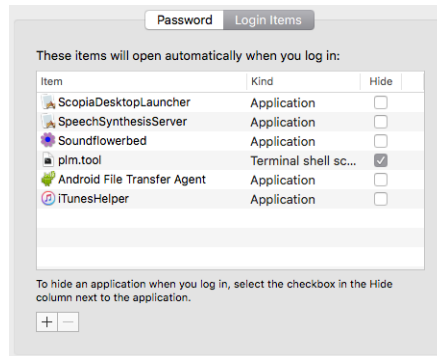 Password Login Items
These items will open automatically when you log in:
Item Kind Hide
ScopiaDesktopLauncher Application
SpeechSynthesisServer Application
Soundflowerbed Application
plm.tool Terminal shell sc...
Android File Transfer Agent Application
iTunesHelper Application
To hide an application when you log in, select the checkbox in the Hide
column next to the application.
+ −